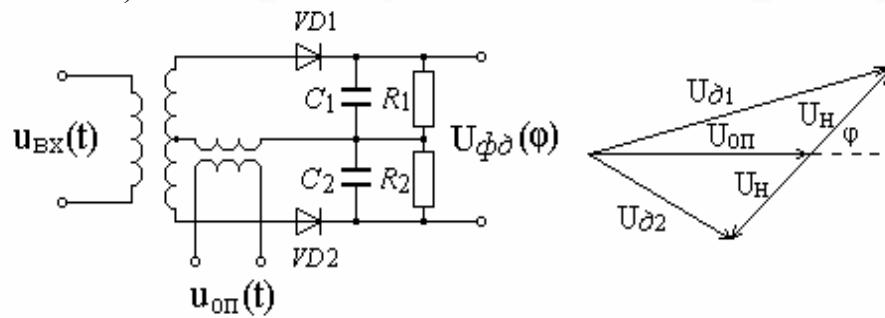 VD1
C1
R1
uвх(t)
Uфд(φ)
C2
R2
VD2
uоп(t)
Uд1
Uн
Uоп
φ
Uн
Uд2